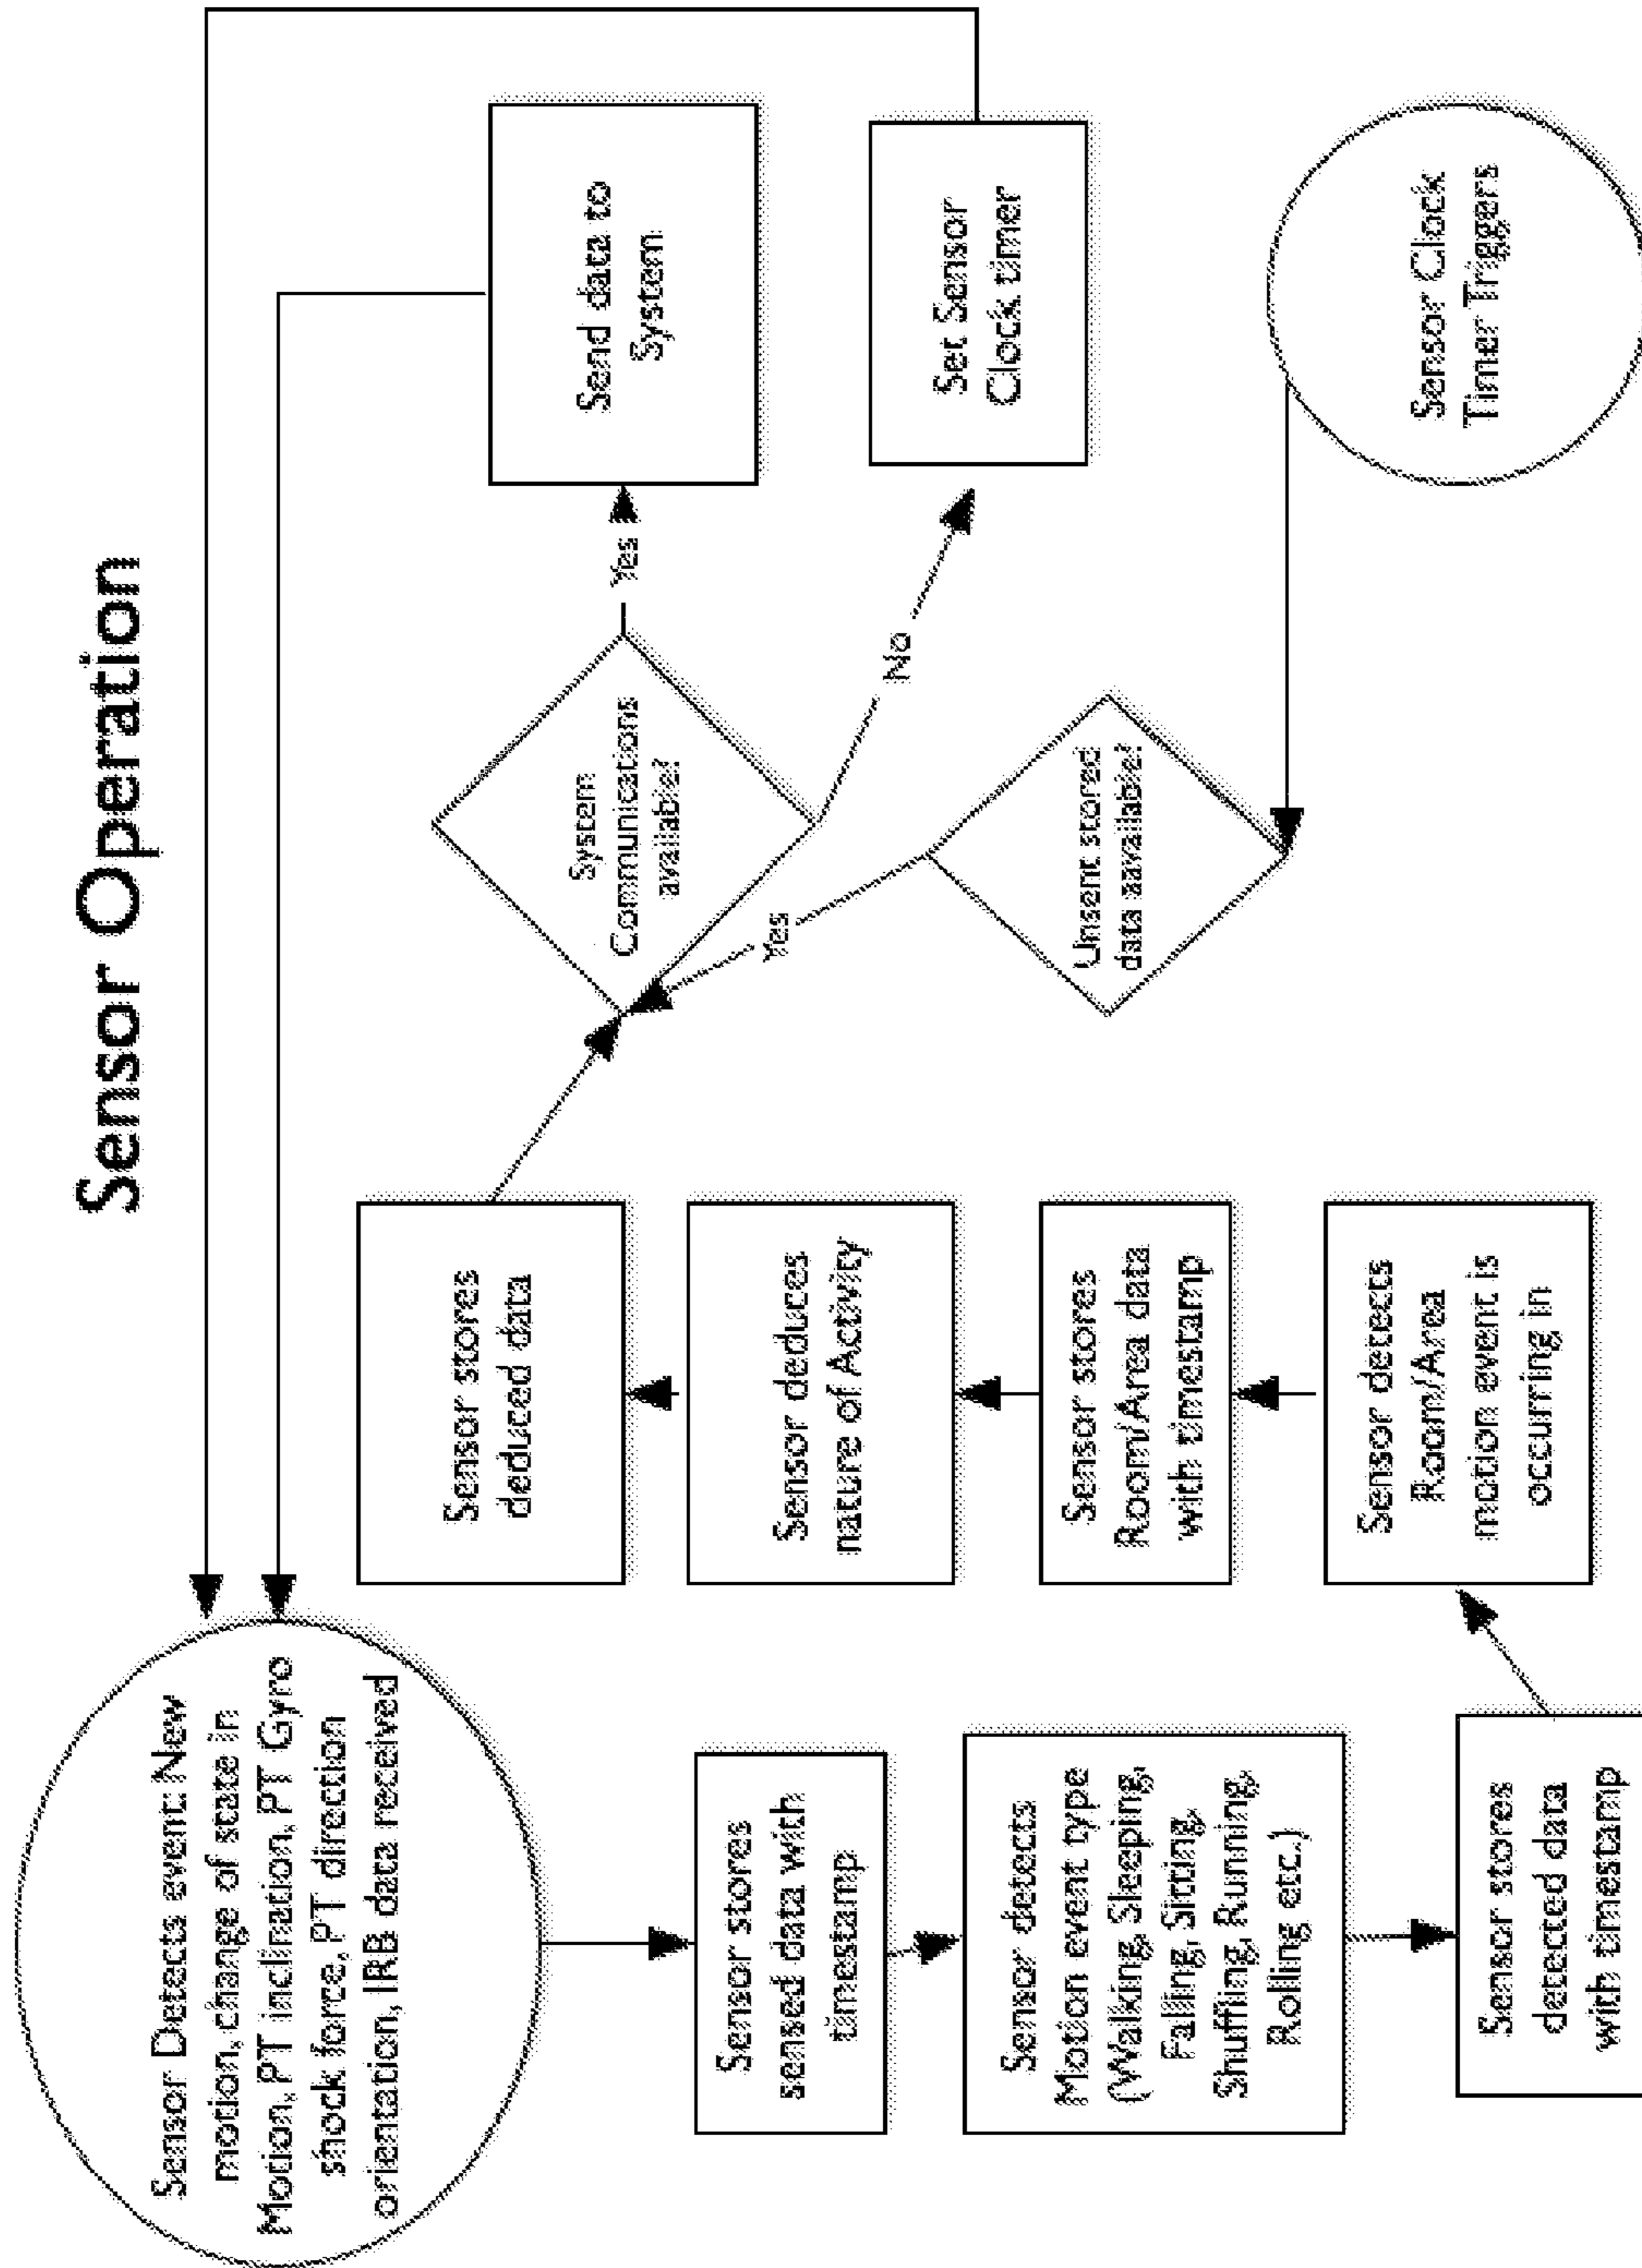 Sensor Operation
Sensor Detects event: New
motion, change of state in
Motion, PT inclination, PT Gyro
shock force, PT direction
orientation, IRB data received
Sensor stores
sensed data with
timestamp
Sensor detects
Motion event type
(Walking, Sleeping,
Falling, Sitting,
Shuffling, Running,
Rolling etc.)
Sensor stores
detected data
with timestamp
Sensor detects
Room/Area
motion event is
occurring in
Sensor stores
Room/Area data
with timestamp
Sensor deduces
nature of Activity
Sensor stores
deduced data
System
Communications
available?
Yes
Send data to
System
No
Set Sensor
Clock timer
Unsent stored
data aavailable?
Yes
Sensor Clock
Timer Triggers